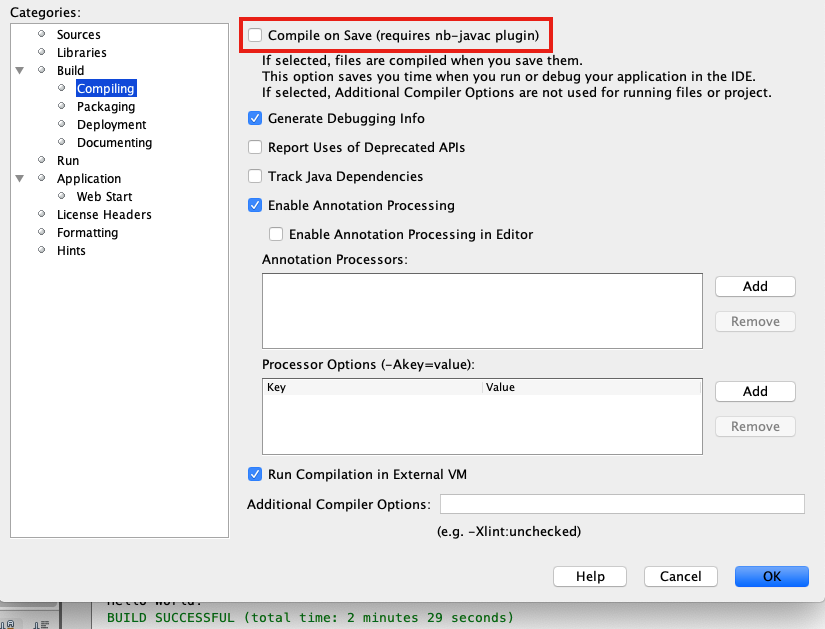 Categories:
Sources
Libraries
Build
Compiling
Packaging
Deployment
Documenting
Run
Application
Web Start
License Headers
Formatting
Hints
Compile on Save (requires nb-javac plugin)
If selected, files are compiled when you save them.
This option saves you time when you run or debug your application in the IDE.
If selected, Additional Compiler Options are not used for running files or project.
Generate Debugging Info
Report Uses of Deprecated APIs
Track Java Dependencies
Enable Annotation Processing
Enable Annotation Processing in Editor
Annotation Processors:
Add
Remove
Processor Options (-Akey=value):
Key Value
Add
Remove
Run Compilation in External VM
Additional Compiler Options:
(e.g. -Xlint:unchecked)
Help Cancel OK
Hello World!
BUILD SUCCESSFUL (total time: 2 minutes 29 seconds)